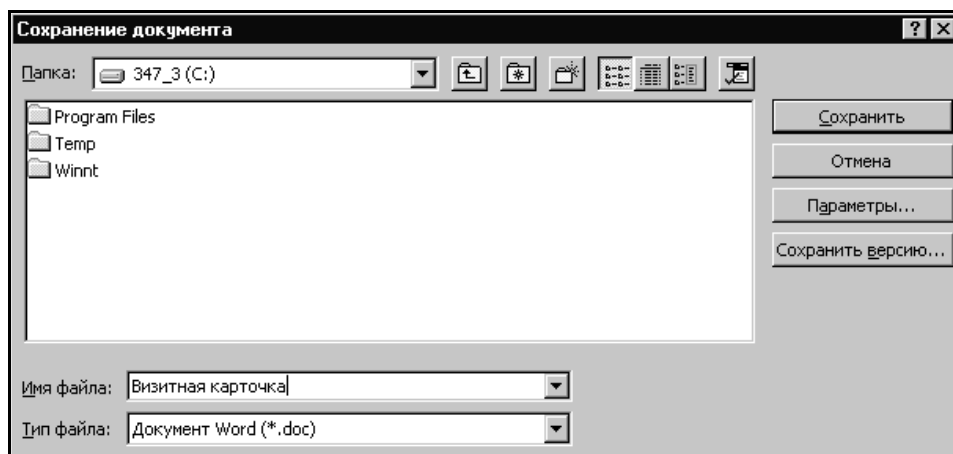 Сохранение документа
Папка: 347_3 (C:)
Program Files
Temp
Winnt
Сохранить
Отмена
Параметры...
Сохранить версию...
Имя файла: Визитная карточка
Тип файла: Документ Word (*.doc)